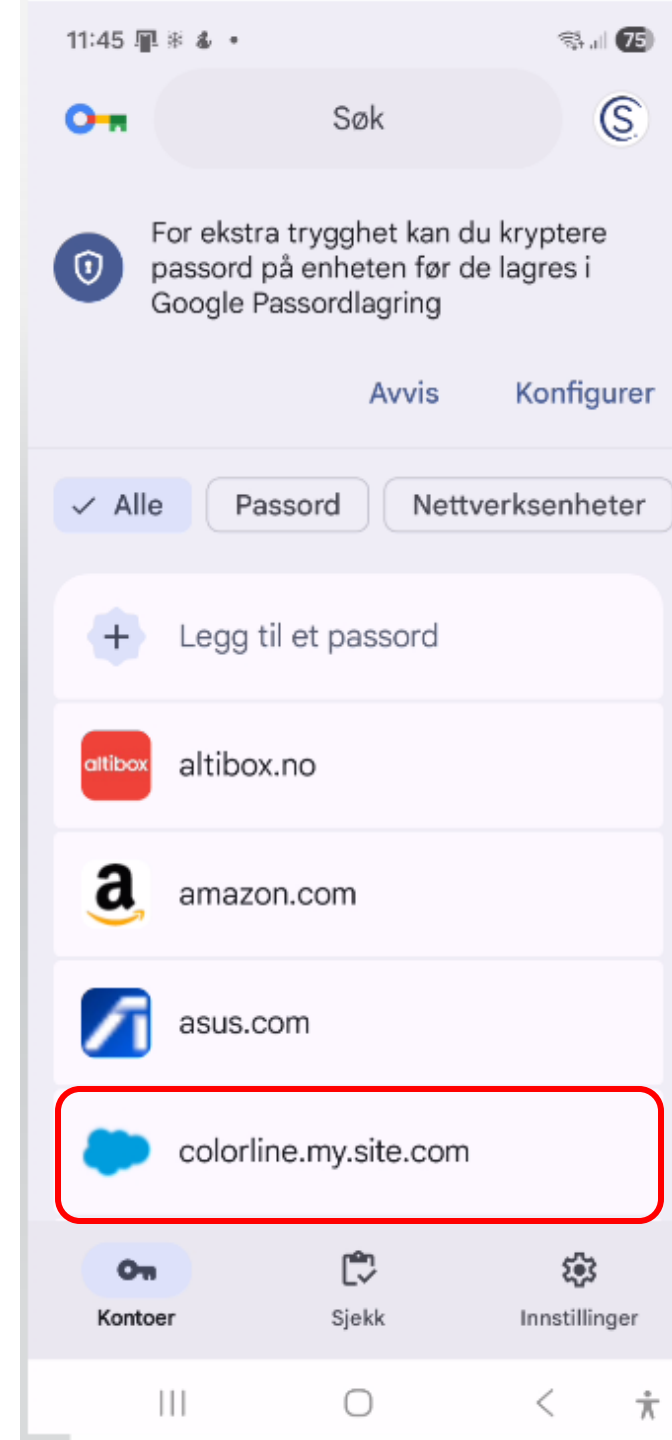 11:45
75
Søk
For ekstra trygghet kan du kryptere
passord på enheten før de lagres i
Google Passordlagring
Avvis Konfigurer
Alle Passord Nettverksenheter
Legg til et passord
altibox altibox.no
a amazon.com
asus.com
colorline.my.site.com
Kontoer Sjekk Innstillinger